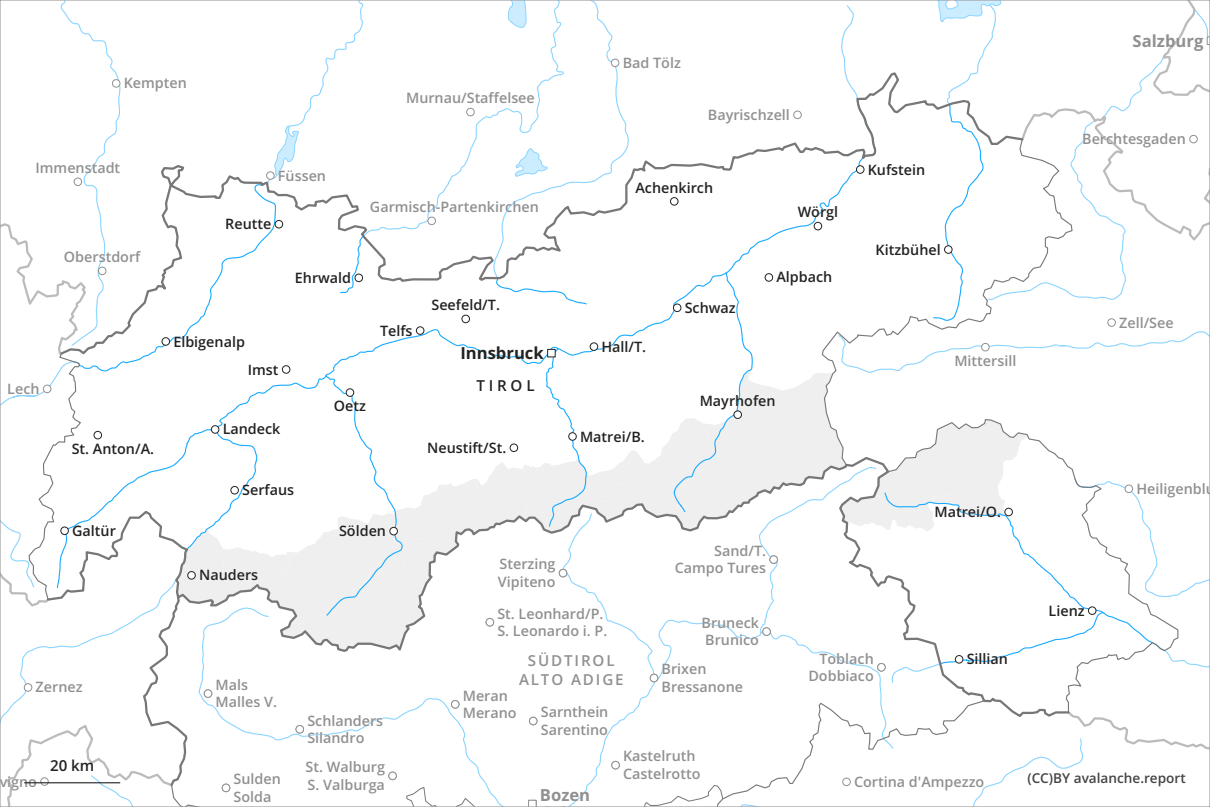 Salzburg
Bad Tölz
Kempten
Murnau/Staffelsee
Bayrischzell
Berchtesgaden
Immenstadt
Füssen
Kufstein
Achenkirch
Garmisch-Partenkirchen
Wörgl
Reutte
Kitzbühel
Oberstdorf
Ehrwald
Alpbach
Seefeld/T.
Schwaz
Telfs
Zell/See
Elbigenalp
Innsbruck
Hall/T.
Mittersill
Imst
TIROL
Lech
Oetz
Mayrhofen
Landeck
Matrei/B.
St. Anton/A.
Neustift/St.
Serfaus
Heiligenblu
Matrei/O.
Galtür
Sölden
Sand/T.
Campo Tures
Sterzing
Vipiteno
Nauders
St. Leonhard/P.
S. Leonardo i. P.
Lienz
Bruneck
Brunico
SÜDTIROL
ALTO ADIGE
Toblach
Dobbiaco
Sillian
Brixen
Bressanone
Zernez
Mals
Malles V.
Meran
Merano
Sarnthein
Sarentino
Schlanders
Silandro
Kastelruth
Castelrotto
20 km
St. Walburg
S. Valburga
vigno
Sulden
Solda
Cortina d'Ampezzo
(CC)BY avalanche.report
Bozen